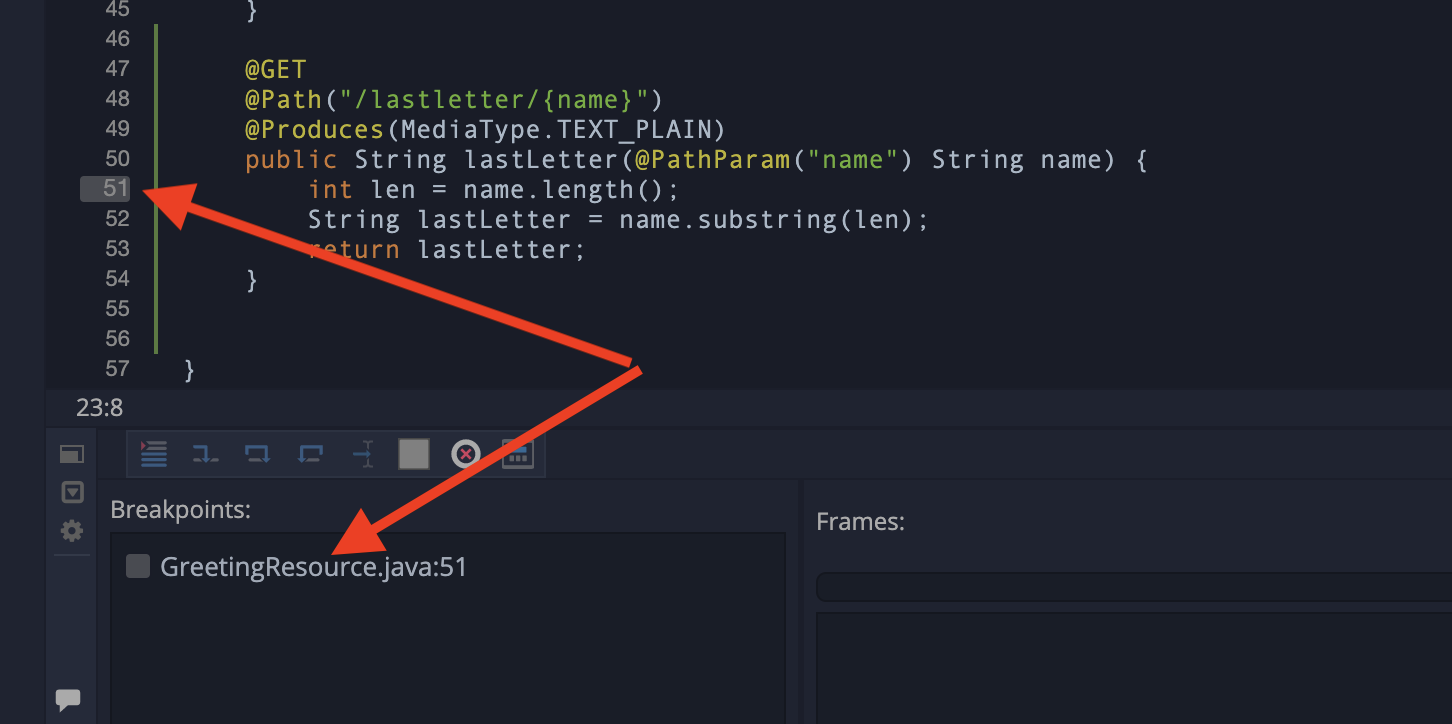 45 }
46
47 @GET
48 @Path("/lastletter/{name}")
49 @Produces(MediaType.TEXT_PLAIN)
50 public String lastLetter(@PathParam("name") String name) {
51 int len = name.length();
52 String lastLetter = name.substring(len);
53 return lastLetter;
54 }
55
56
57 }
23:8
Breakpoints:
GreetingResource.java:51
Frames: